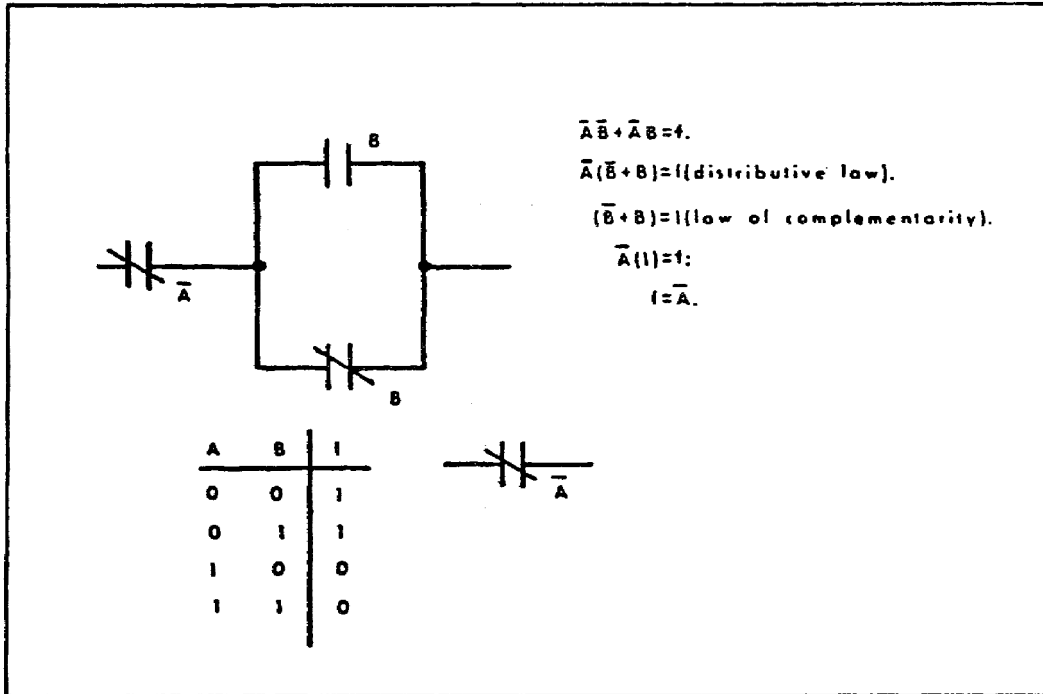 B
A̅
B
A̅B̅+A̅B=f.
A̅(B̅+B)=f(distributive law).
(B̅+B)=1(law of complementarity).
A̅(1)=f;
f=A̅.
A B f
0 0 1
0 1 1
1 0 0
1 1 0
A̅